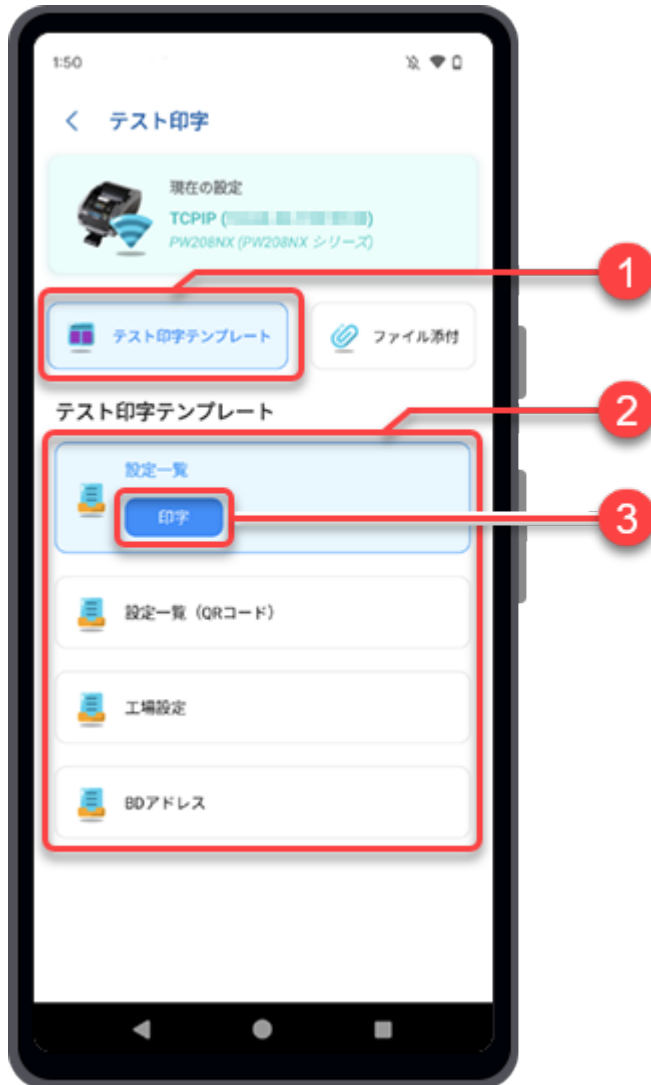 1:50
テスト印字
現在の設定
TCPIP ( )
PW208NX (PW208NX シリーズ)
1
テスト印字テンプレート
ファイル添付
テスト印字テンプレート
2
設定一覧
印字
3
設定一覧（QRコード）
工場設定
BDアドレス